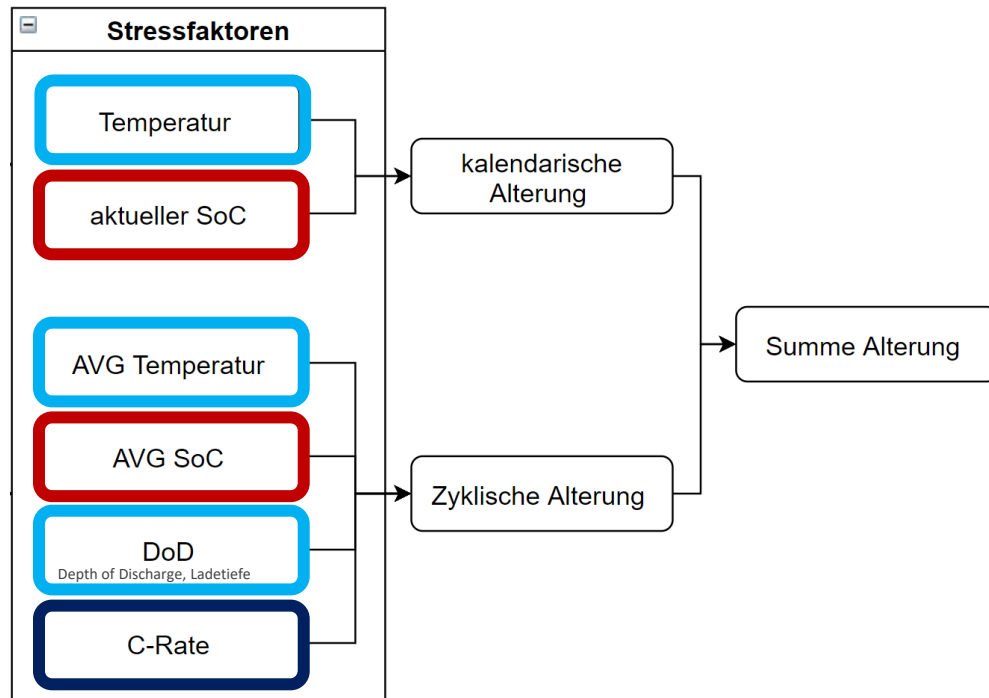 Stressfaktoren
Temperatur
aktueller SoC
AVG Temperatur
AVG SoC
DoD
Depth of Discharge, Ladetiefe
C-Rate
kalendarische
Alterung
Zyklische Alterung
Summe Alterung